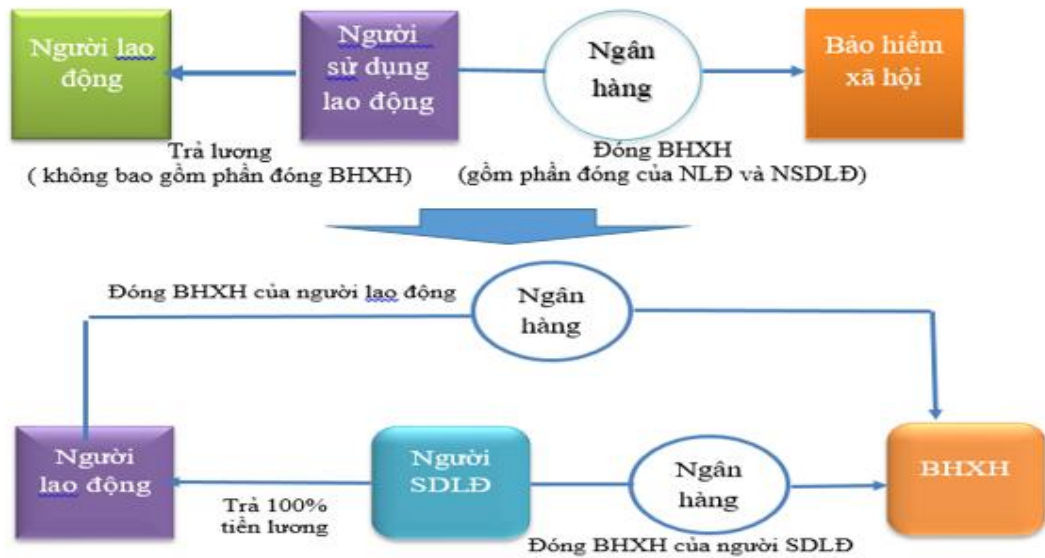 Người lao
động
Người
sử dụng
lao động
Ngân
hàng
Bảo hiểm
xã hội
Trả lương
( không bao gồm phần đóng BHXH)
Đóng BHXH
(gồm phần đóng của NLĐ và NSDLĐ)
Đóng BHXH của người lao động
Ngân
hàng
Người
lao động
Trả 100%
tiền lương
Người
SDLĐ
Ngân
hàng
Đóng BHXH của người SDLĐ
BHXH